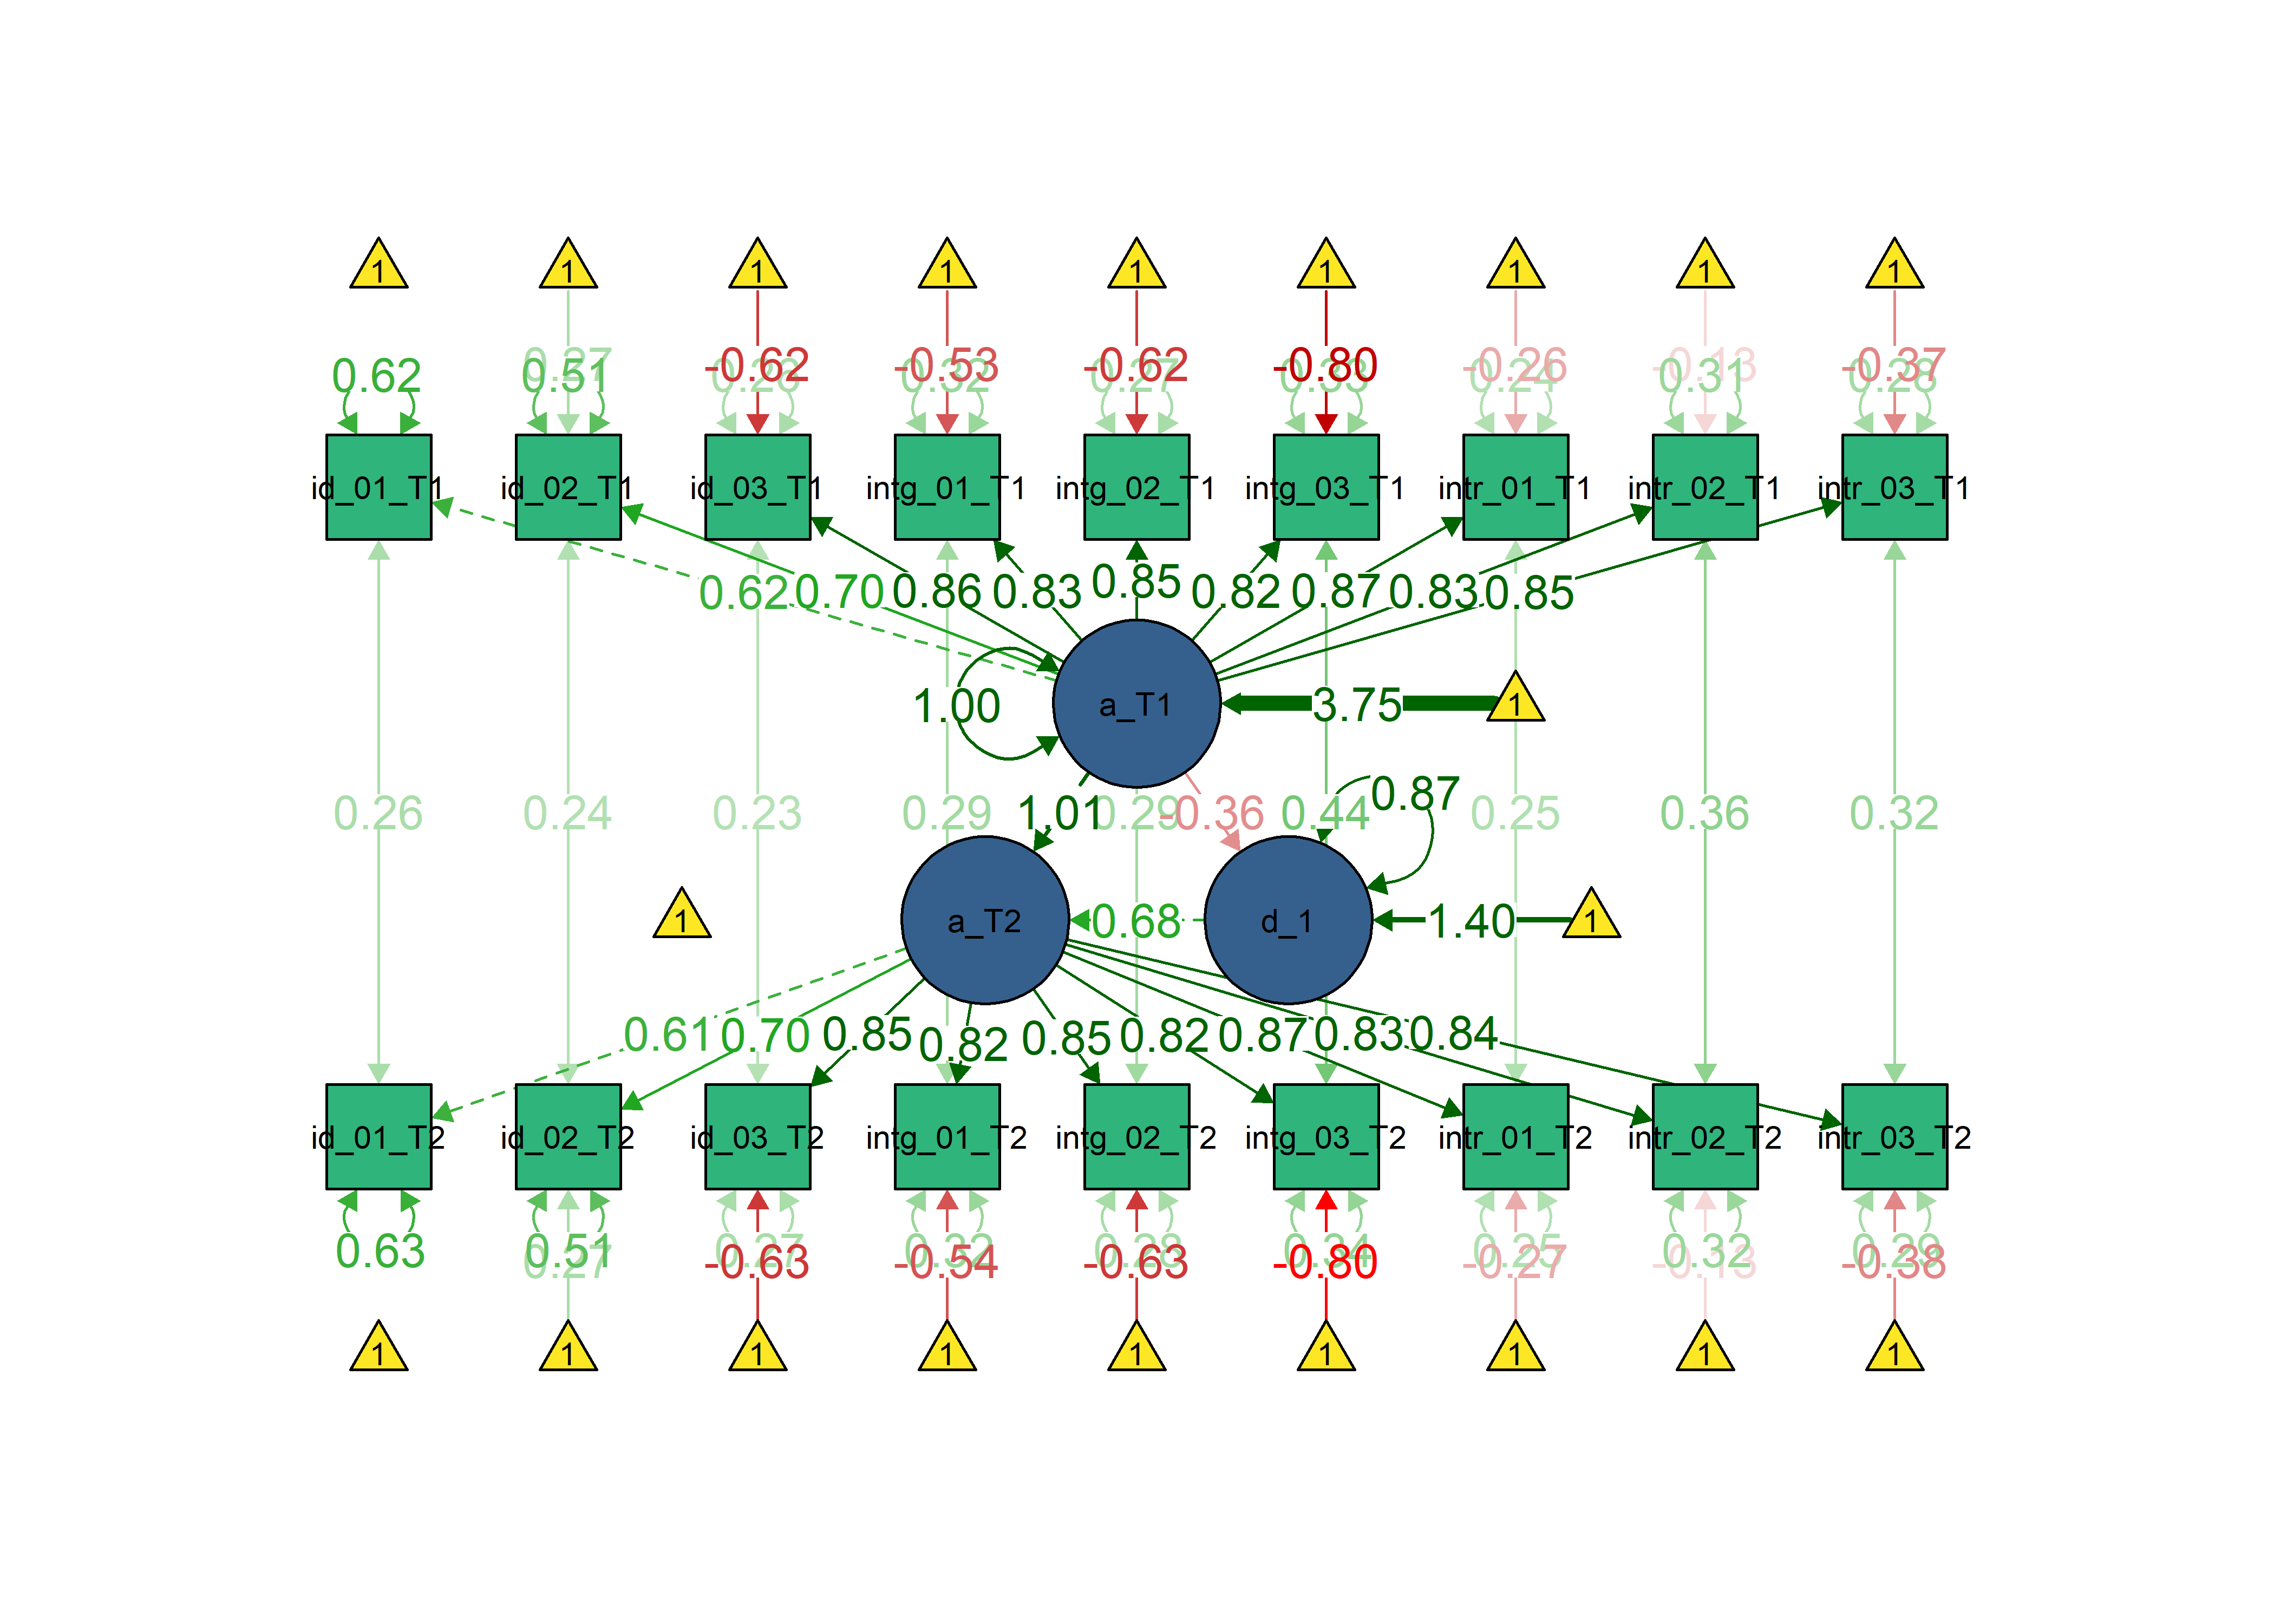 1 1 1 1 1 1 1 1 1
0.27 -0.62 -0.53 -0.62 -0.80 -0.26 -0.13 -0.37
0.62 0.51 0.26 0.32 0.27 0.33 0.24 0.31 0.28
id_01_T1 id_02_T1 id_03_T1 intg_01_T1 intg_02_T1 intg_03_T1 intr_01_T1 intr_02_T1 intr_03_T1
0.62 0.70 0.86 0.83 0.85 0.82 0.87 0.83 0.85
1.00 a_T1 3.75 1
0.87
0.26 0.24 0.23 0.29 1.01 0.29 -0.36 0.44 0.25 0.36 0.32
1 a_T2 0.68 d_1 1.40 1
0.61 0.70 0.85 0.82 0.85 0.82 0.87 0.83 0.84
id_01_T2 id_02_T2 id_03_T2 intg_01_T2 intg_02_T2 intg_03_T2 intr_01_T2 intr_02_T2 intr_03_T2
0.63 0.51 0.27 0.32 0.28 0.34 0.25 0.32 0.29
0.27 -0.63 -0.54 -0.63 -0.80 -0.27 -0.13 -0.38
1 1 1 1 1 1 1 1 1